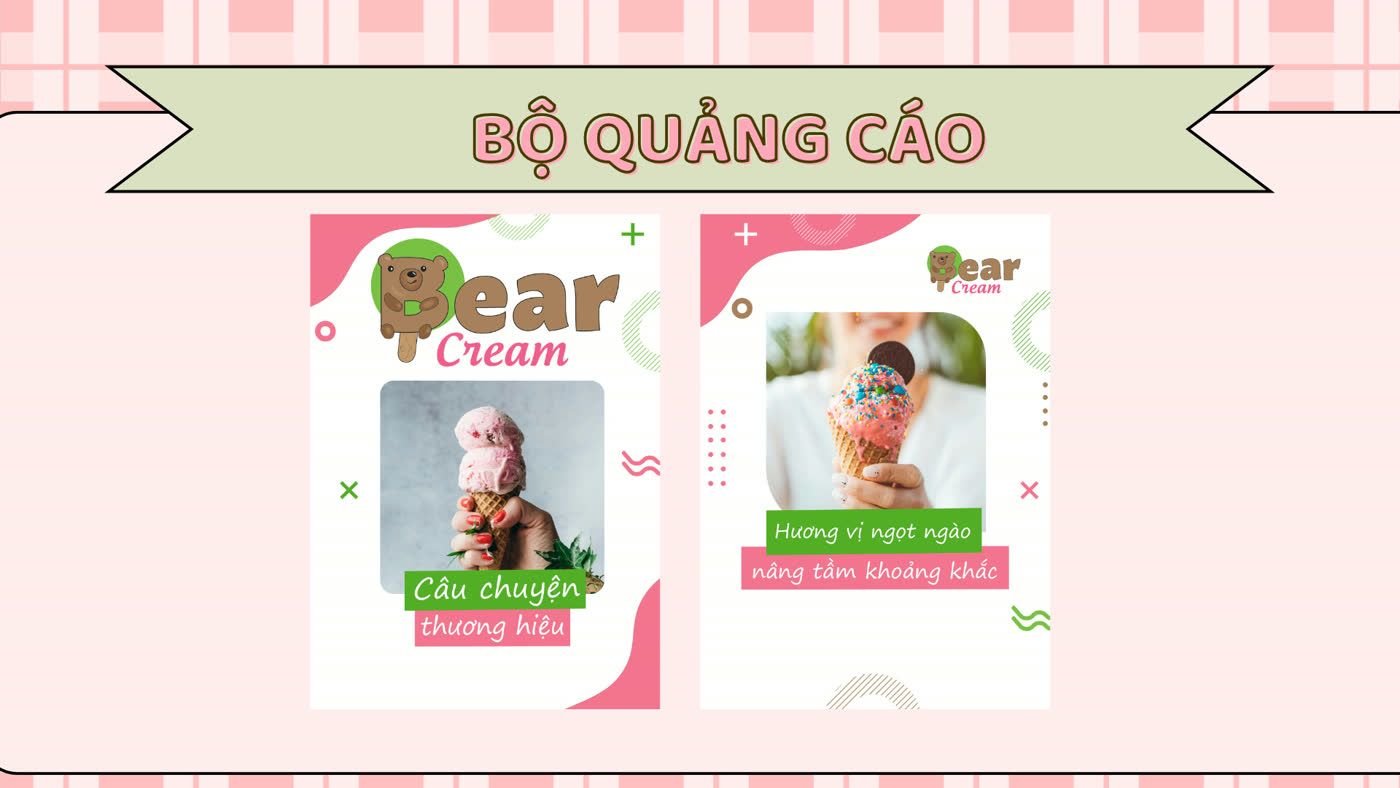 BỘ QUẢNG CÁO
Bear
Cream
Câu chuyện
thương hiệu
Bear
Cream
Hương vị ngọt ngào
nâng tầm khoảng khắc